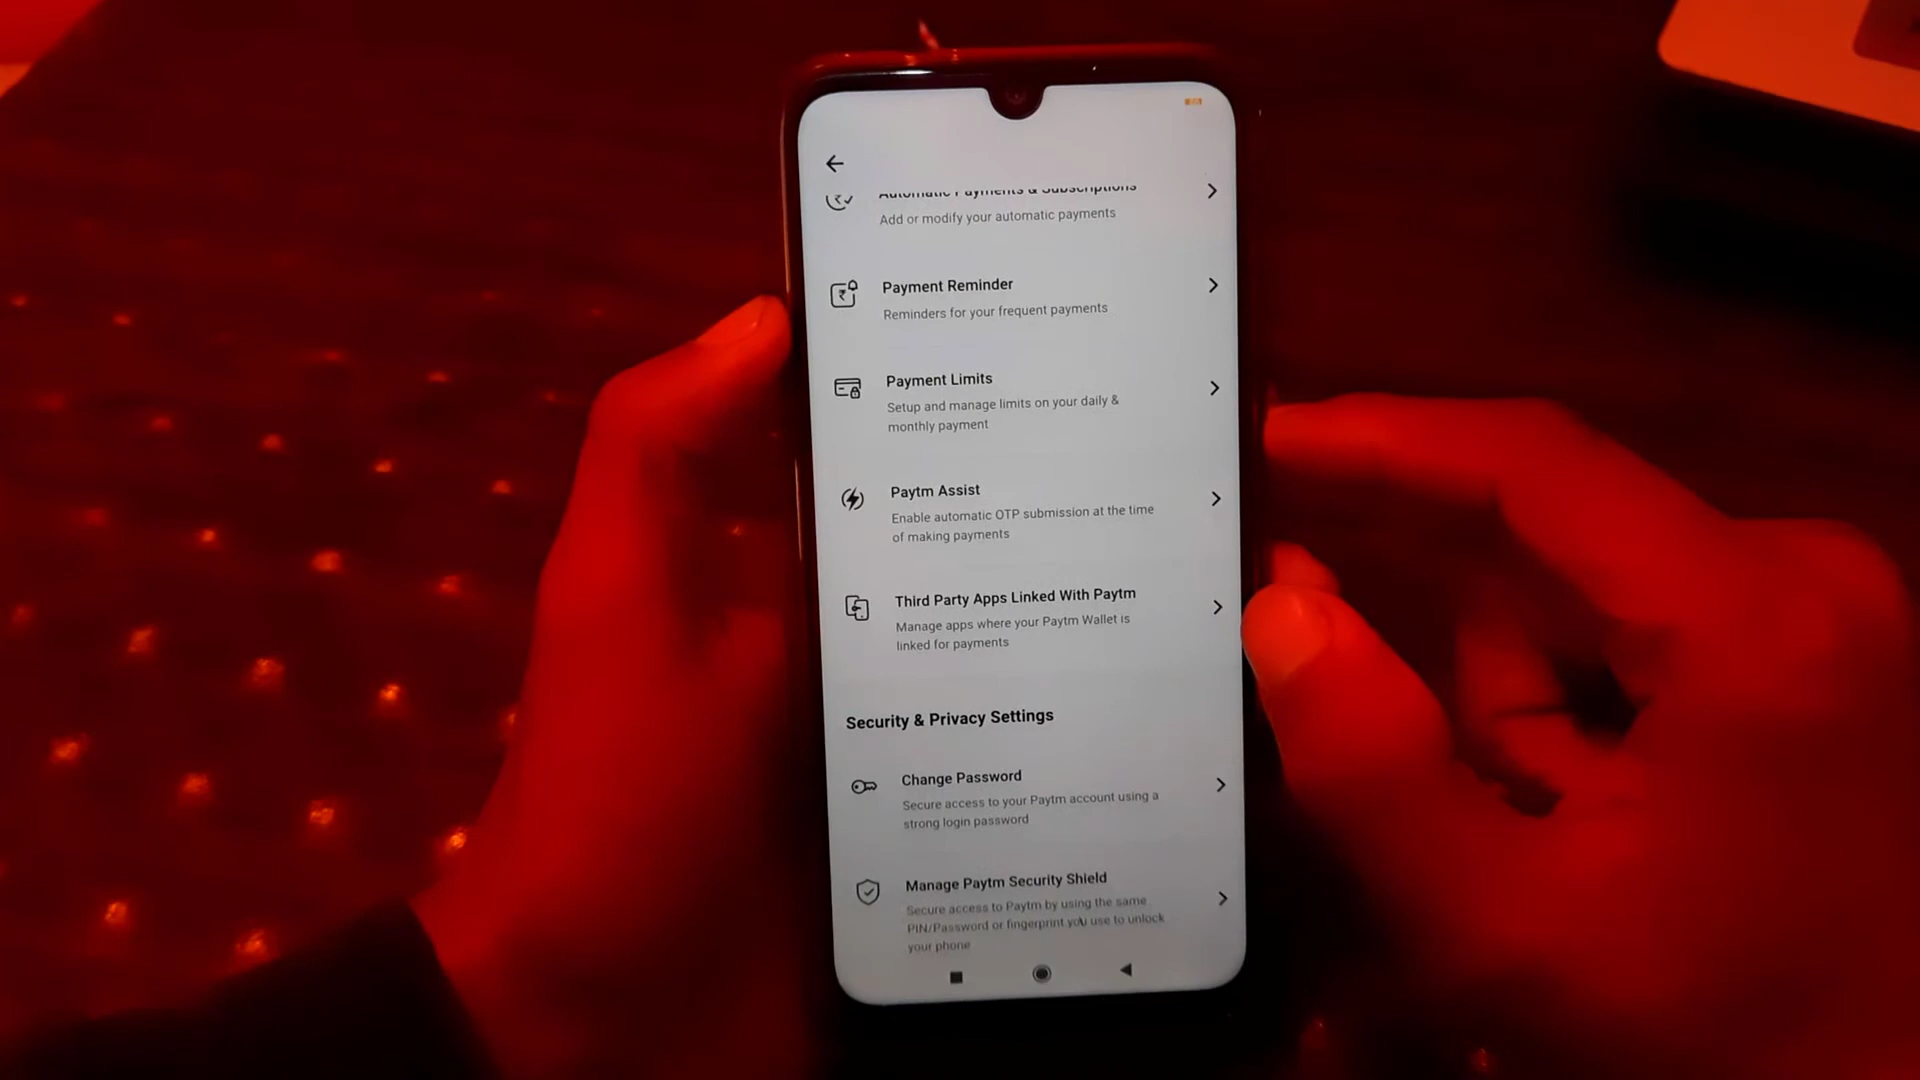 Automatic Payments & Subscriptions
Add or modify your automatic payments
Payment Reminder
Reminders for your frequent payments
Payment Limits
Setup and manage limits on your daily &
monthly payment
Paytm Assist
Enable automatic OTP submission at the time
of making payments
Third Party Apps Linked With Paytm
Manage apps where your Paytm Wallet is
linked for payments
Security & Privacy Settings
Change Password
Secure access to your Paytm account using a
strong login password
Manage Paytm Security Shield
Secure access to Paytm by using the same
PIN/Password or fingerprint you use to unlock
your phone